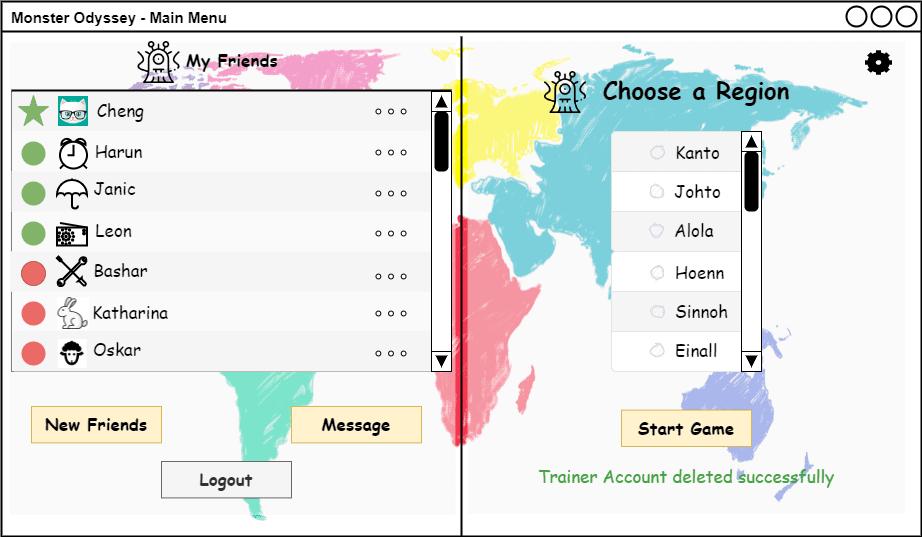 Monster Odyssey - Main Menu
My Friends
Cheng
Harun
Janic
Leon
Bashar
Katharina
Oskar
New Friends
Message
Logout
Choose a Region
Kanto
Johto
Alola
Hoenn
Sinnoh
Einall
Start Game
Trainer Account deleted successfully